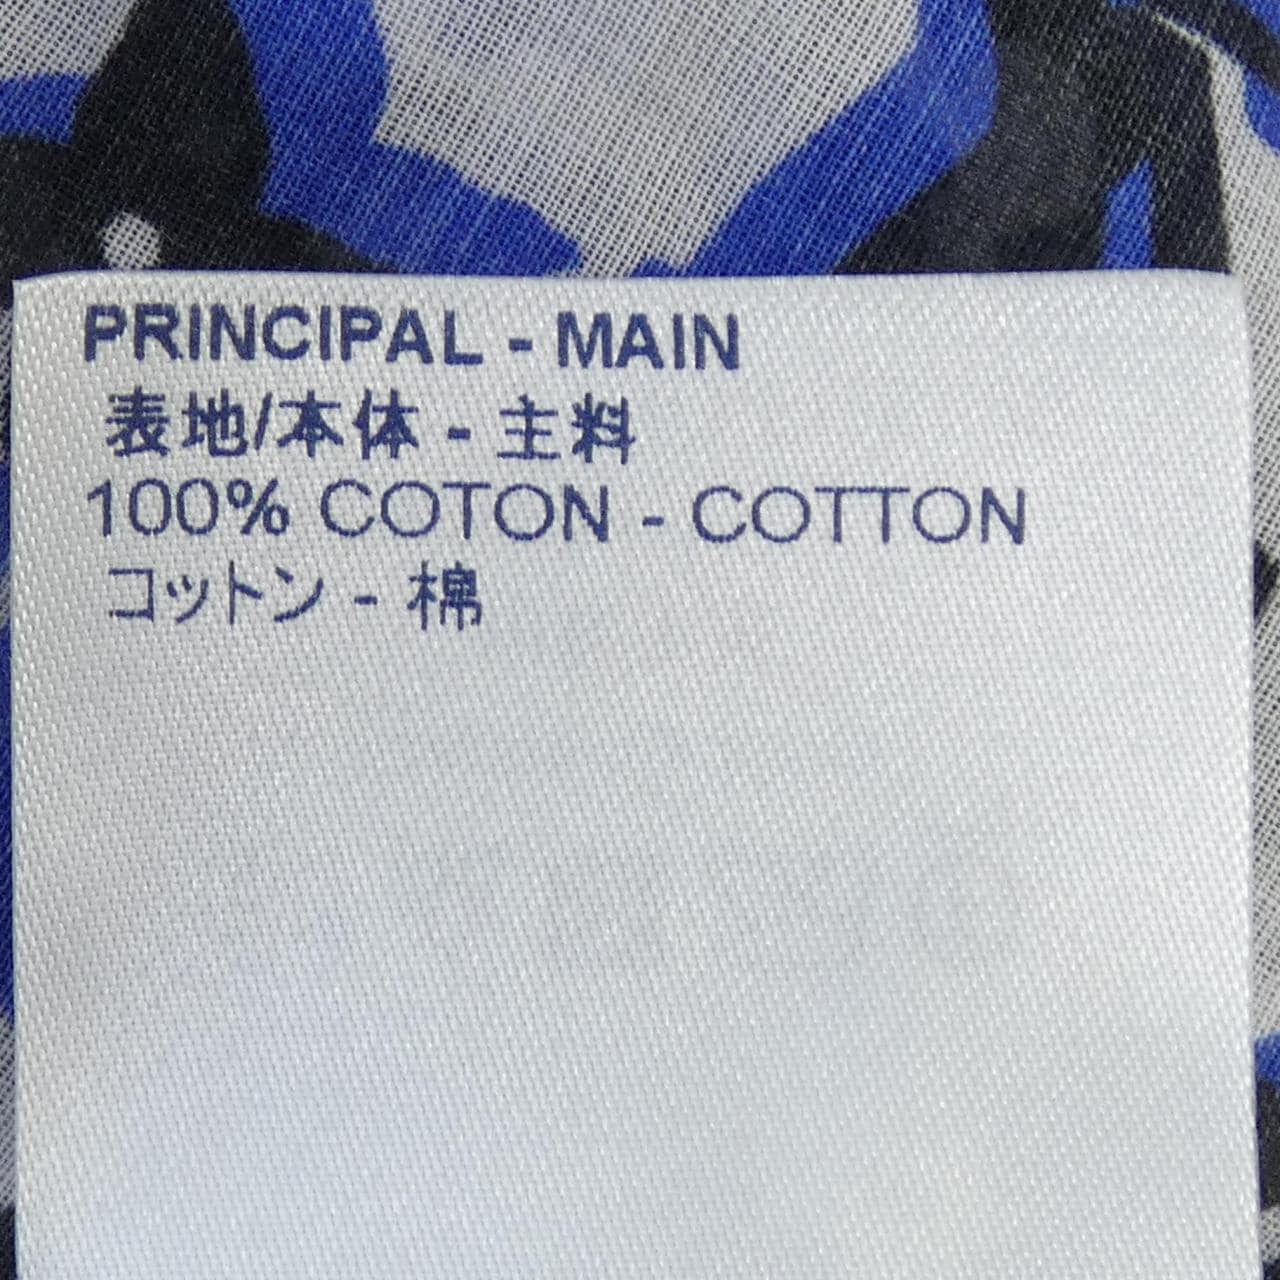 PRINCIPAL - MAIN
表地/本体 - 主料
100% COTON - COTTON
コットン - 棉